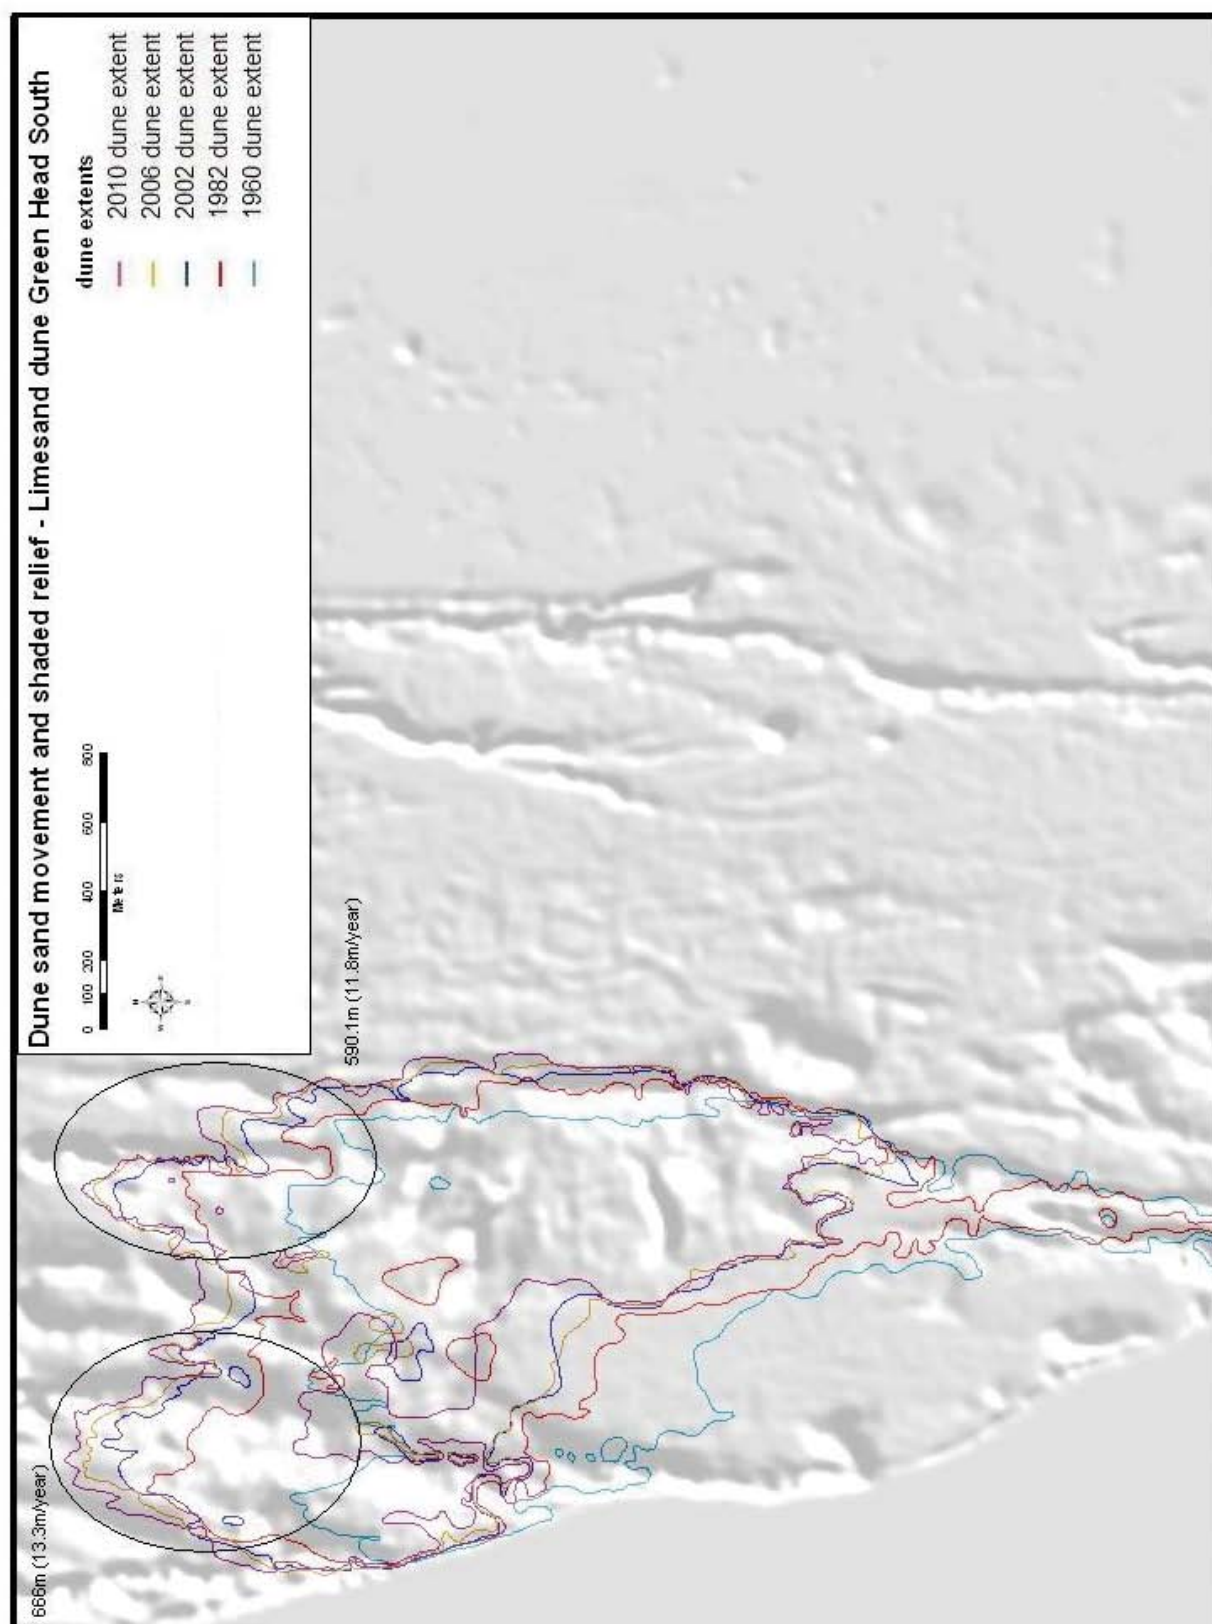 Dune sand movement and shaded relief - Limesand dune Green Head South
dune extents
2010 dune extent
2006 dune extent
2002 dune extent
1982 dune extent
1960 dune extent
0 100 200 400 600 800
Meters
N
W E
S
666m (13.3m/year)
590.1m (11.8m/year)